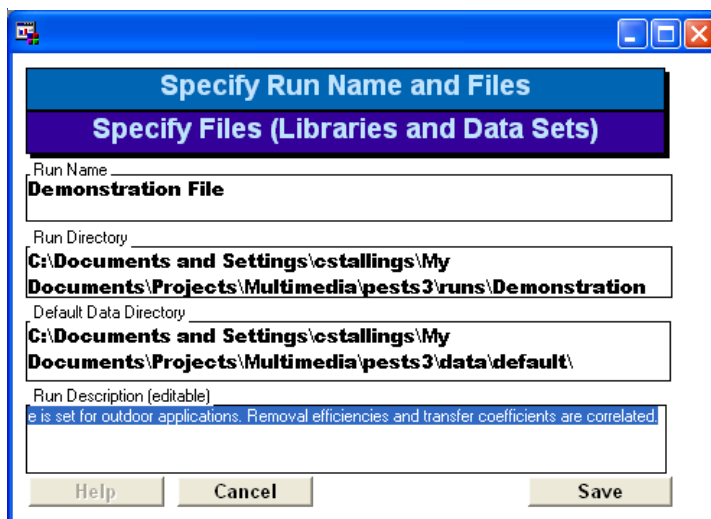 Specify Run Name and Files
Specify Files (Libraries and Data Sets)
Run Name
Demonstration File
Run Directory
C:\Documents and Settings\cstallings\My
Documents\Projects\Multimedia\pests3\runs\Demonstration
Default Data Directory
C:\Documents and Settings\cstallings\My
Documents\Projects\Multimedia\pests3\data\default\
Run Description (editable)
e is set for outdoor applications. Removal efficiencies and transfer coefficients are correlated.
Help Cancel Save